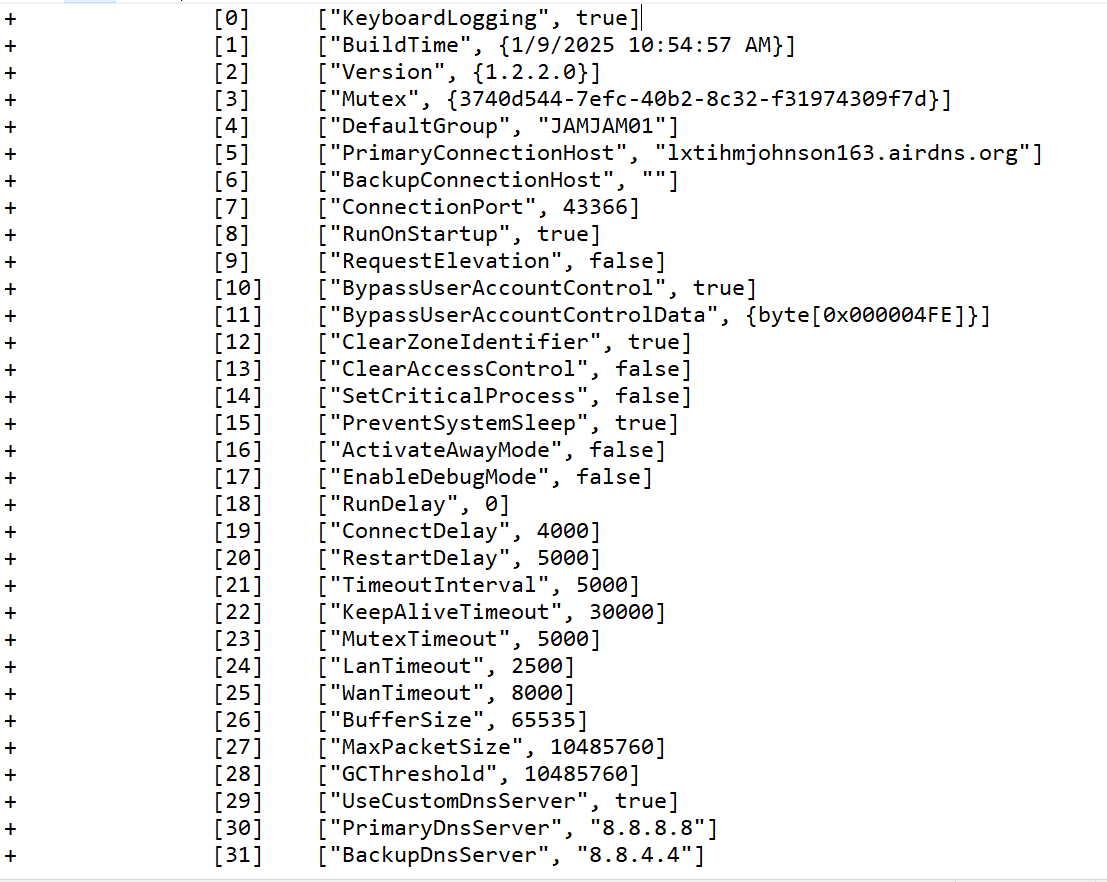 + [0] ["KeyboardLogging", true]
+ [1] ["BuildTime", {1/9/2025 10:54:57 AM}]
+ [2] ["Version", {1.2.2.0}]
+ [3] ["Mutex", {3740d544-7efc-40b2-8c32-f31974309f7d}]
+ [4] ["DefaultGroup", "JAMJAM01"]
+ [5] ["PrimaryConnectionHost", "lxtihmjohnson163.airdns.org"]
+ [6] ["BackupConnectionHost", ""]
+ [7] ["ConnectionPort", 43366]
+ [8] ["RunOnStartup", true]
+ [9] ["RequestElevation", false]
+ [10] ["BypassUserAccountControl", true]
+ [11] ["BypassUserAccountControlData", {byte[0x000004FE]}]
+ [12] ["ClearZoneIdentifier", true]
+ [13] ["ClearAccessControl", false]
+ [14] ["SetCriticalProcess", false]
+ [15] ["PreventSystemSleep", true]
+ [16] ["ActivateAwayMode", false]
+ [17] ["EnableDebugMode", false]
+ [18] ["RunDelay", 0]
+ [19] ["ConnectDelay", 4000]
+ [20] ["RestartDelay", 5000]
+ [21] ["TimeoutInterval", 5000]
+ [22] ["KeepAliveTimeout", 30000]
+ [23] ["MutexTimeout", 5000]
+ [24] ["LanTimeout", 2500]
+ [25] ["WanTimeout", 8000]
+ [26] ["BufferSize", 65535]
+ [27] ["MaxPacketSize", 10485760]
+ [28] ["GCThreshold", 10485760]
+ [29] ["UseCustomDnsServer", true]
+ [30] ["PrimaryDnsServer", "8.8.8.8"]
+ [31] ["BackupDnsServer", "8.8.4.4"]